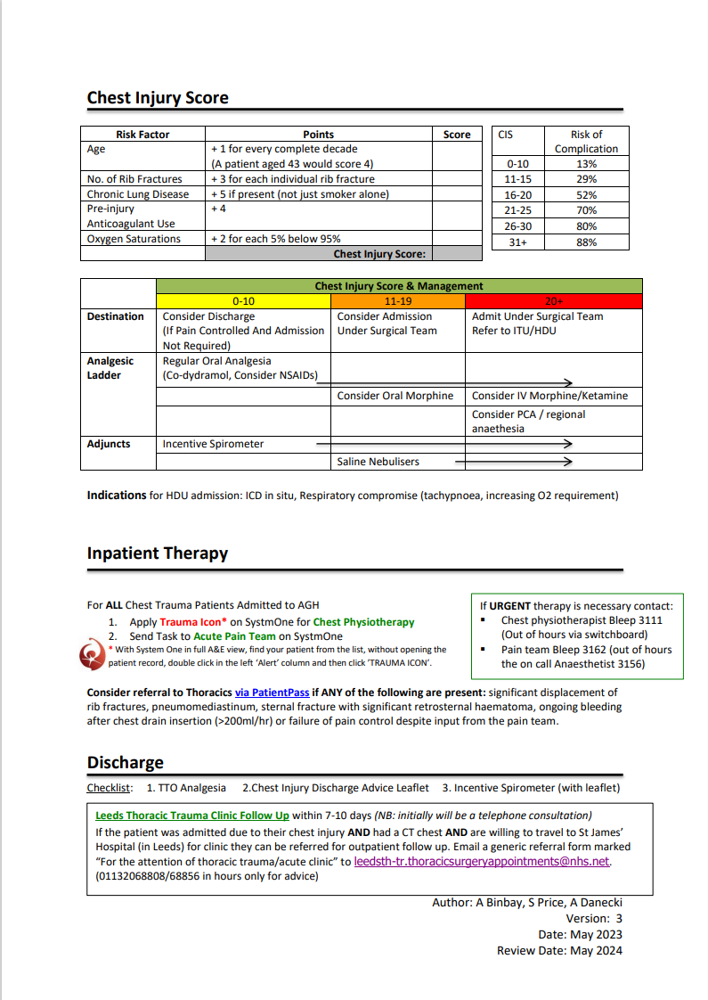 Chest Injury Score
Risk Factor Points Score
Age + 1 for every complete decade
(A patient aged 43 would score 4)
No. of Rib Fractures + 3 for each individual rib fracture
Chronic Lung Disease + 5 if present (not just smoker alone)
Pre-injury + 4
Anticoagulant Use
Oxygen Saturations + 2 for each 5% below 95%
Chest Injury Score:
CIS Risk of
Complication
0-10 13%
11-15 29%
16-20 52%
21-25 70%
26-30 80%
31+ 88%
Chest Injury Score & Management
0-10 11-19 20+
Destination Consider Discharge Consider Admission Admit Under Surgical Team
(If Pain Controlled And Admission Under Surgical Team Refer to ITU/HDU
Not Required)
Analgesic Regular Oral Analgesia
Ladder (Co-dydramol, Consider NSAIDs)
Consider Oral Morphine Consider IV Morphine/Ketamine
Consider PCA / regional
anaethesia
Adjuncts Incentive Spirometer
Saline Nebulisers
Indications for HDU admission: ICD in situ, Respiratory compromise (tachypnoea, increasing O2 requirement)
Inpatient Therapy
For ALL Chest Trauma Patients Admitted to AGH
1. Apply Trauma Icon* on SystmOne for Chest Physiotherapy
2. Send Task to Acute Pain Team on SystmOne
* With System One in full A&E view, find your patient from the list, without opening the
patient record, double click in the left ‘Alert’ column and then click ‘TRAUMA ICON’.
If URGENT therapy is necessary contact:
▪ Chest physiotherapist Bleep 3111
(Out of hours via switchboard)
▪ Pain team Bleep 3162 (out of hours
the on call Anaesthetist 3156)
Consider referral to Thoracics via PatientPass if ANY of the following are present: significant displacement of
rib fractures, pneumomediastinum, sternal fracture with significant retrosternal haematoma, ongoing bleeding
after chest drain insertion (>200ml/hr) or failure of pain control despite input from the pain team.
Discharge
Checklist: 1. TTO Analgesia 2.Chest Injury Discharge Advice Leaflet 3. Incentive Spirometer (with leaflet)
Leeds Thoracic Trauma Clinic Follow Up within 7-10 days (NB: initially will be a telephone consultation)
If the patient was admitted due to their chest injury AND had a CT chest AND are willing to travel to St James’
Hospital (in Leeds) for clinic they can be referred for outpatient follow up. Email a generic referral form marked
“For the attention of thoracic trauma/acute clinic” to leedsth-tr.thoracicsurgeryappointments@nhs.net.
(01132068808/68856 in hours only for advice)
Author: A Binbay, S Price, A Danecki
Version: 3
Date: May 2023
Review Date: May 2024